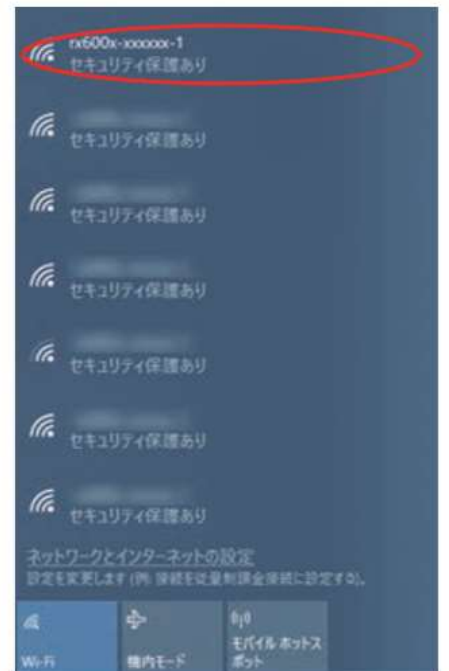 rx600x-xxxxxx-1
セキュリティ保護あり
セキュリティ保護あり
セキュリティ保護あり
セキュリティ保護あり
セキュリティ保護あり
セキュリティ保護あり
セキュリティ保護あり
ネットワークとインターネットの設定
設定を変更します (例: 接続を従量制課金接続に設定する)。
Wi-Fi
機内モード
モバイル ホットス
ポット